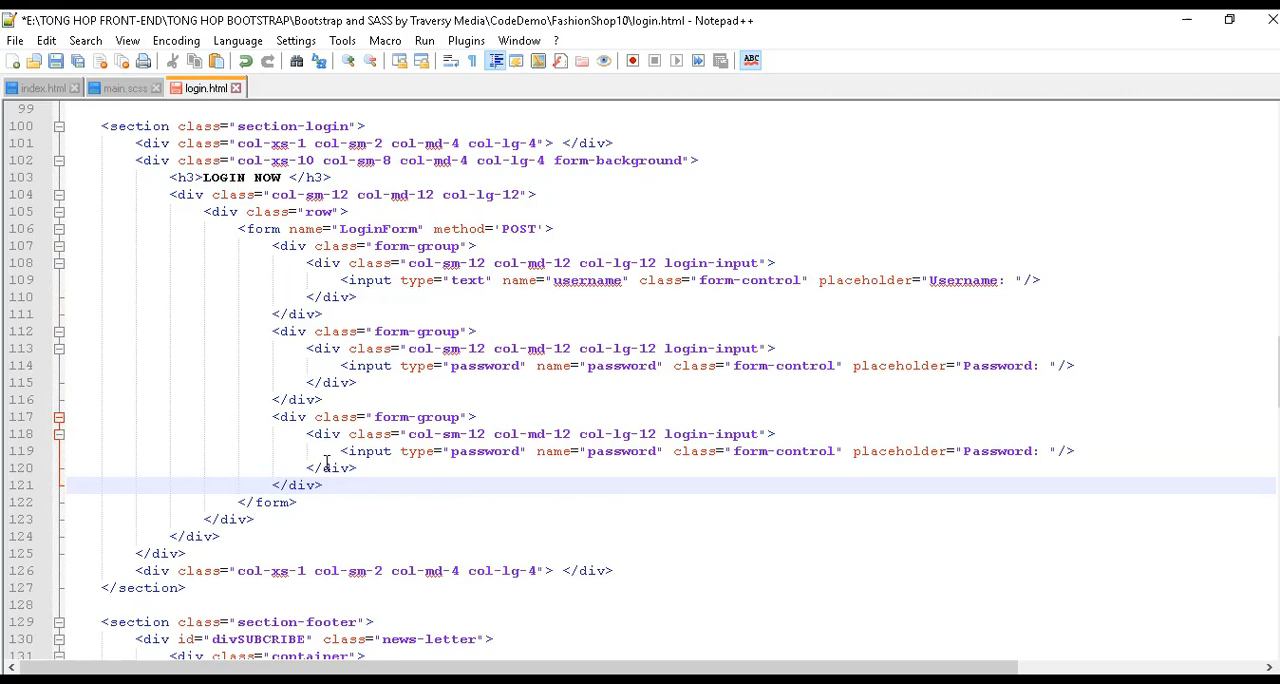 *E:\TONG HOP FRONT-END\TONG HOP BOOTSTRAP\Bootstrap and SASS by Traversy Media\CodeDemo\FashionShop10\login.html - Notepad++
File Edit Search View Encoding Language Settings Tools Macro Run Plugins Window ?
ABC
index.html main.scss login.html
99
100 <section class="section-login">
101 <div class="col-xs-1 col-sm-2 col-md-4 col-lg-4"> </div>
102 <div class="col-xs-10 col-sm-8 col-md-4 col-lg-4 form-background">
103 <h3>LOGIN NOW </h3>
104 <div class="col-sm-12 col-md-12 col-lg-12">
105 <div class="row">
106 <form name="LoginForm" method='POST'>
107 <div class="form-group">
108 <div class="col-sm-12 col-md-12 col-lg-12 login-input">
109 <input type="text" name="username" class="form-control" placeholder="Username: "/>
110 </div>
111 </div>
112 <div class="form-group">
113 <div class="col-sm-12 col-md-12 col-lg-12 login-input">
114 <input type="password" name="password" class="form-control" placeholder="Password: "/>
115 </div>
116 </div>
117 <div class="form-group">
118 <div class="col-sm-12 col-md-12 col-lg-12 login-input">
119 <input type="password" name="password" class="form-control" placeholder="Password: "/>
120 </div>
121 </div>
122 </form>
123 </div>
124 </div>
125 </div>
126 <div class="col-xs-1 col-sm-2 col-md-4 col-lg-4"> </div>
127 </section>
128
129 <section class="section-footer">
130 <div id="divSUBCRIBE" class="news-letter">
131 <div class="container">